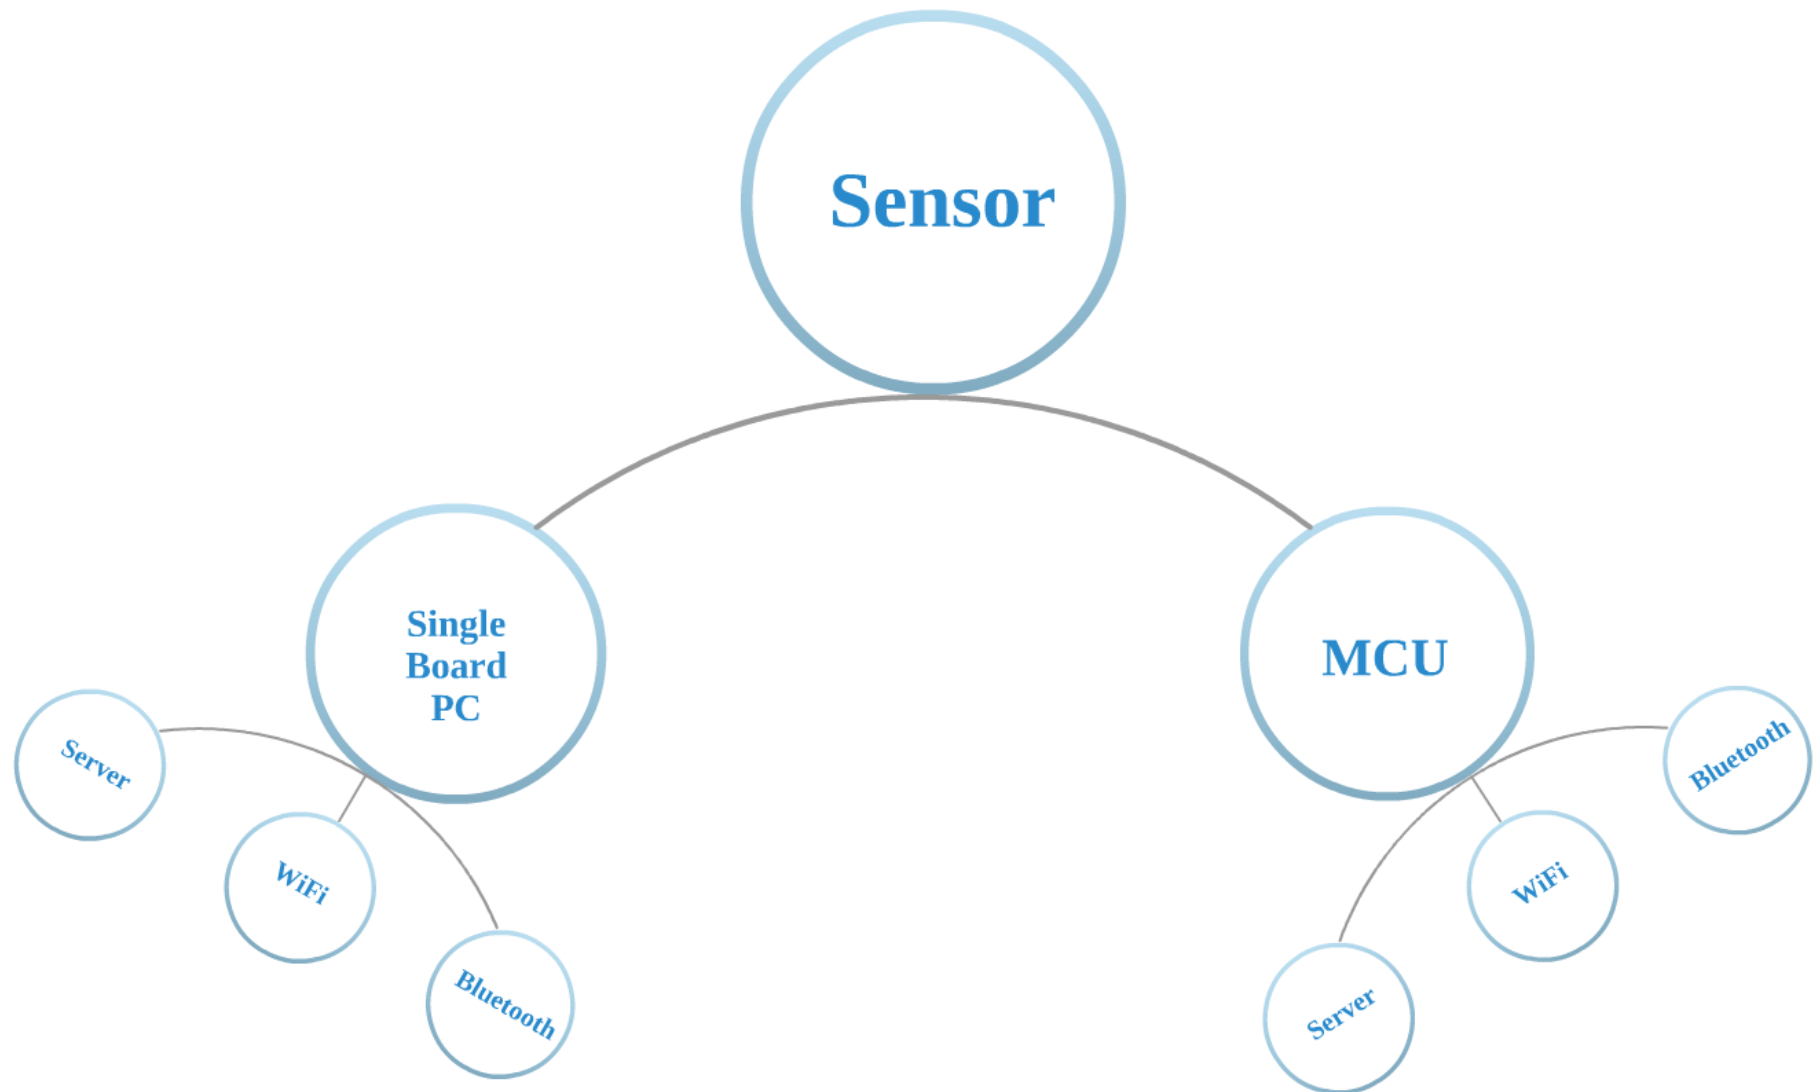 Sensor
Single
Board
PC
MCU
Server
WiFi
Bluetooth
Server
WiFi
Bluetooth